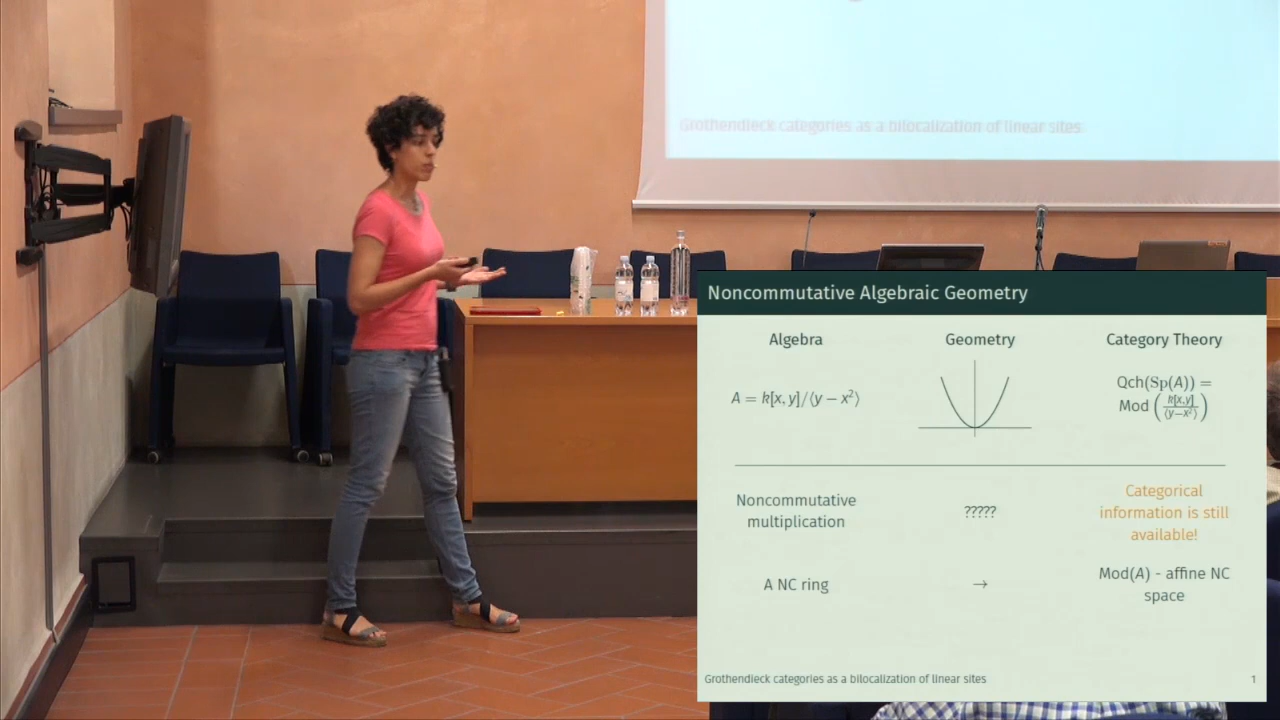 Grothendieck categories as a bilocalization of linear sites
Noncommutative Algebraic Geometry
Algebra
Geometry
Category Theory
A = k[x, y]/⟨y − x²⟩
Qch(Sp(A)) =
Mod (k[x,y]/⟨y−x²⟩)
Noncommutative
multiplication
?????
Categorical
information is still
available!
A NC ring
→
Mod(A) - affine NC
space
Grothendieck categories as a bilocalization of linear sites
1